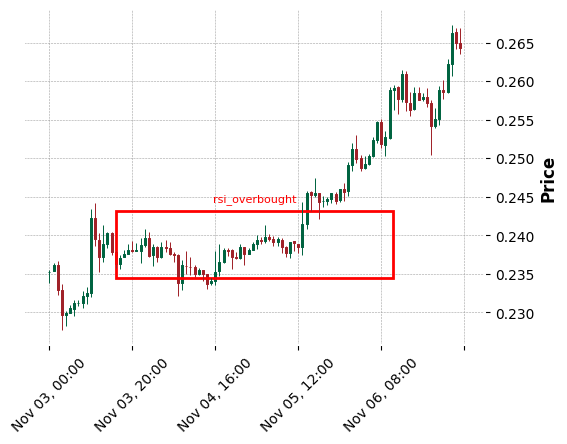 0.265
0.260
0.255
0.250
0.245
0.240
0.235
0.230
Price
rsi_overbought
Nov 03, 00:00
Nov 03, 20:00
Nov 04, 16:00
Nov 05, 12:00
Nov 06, 08:00